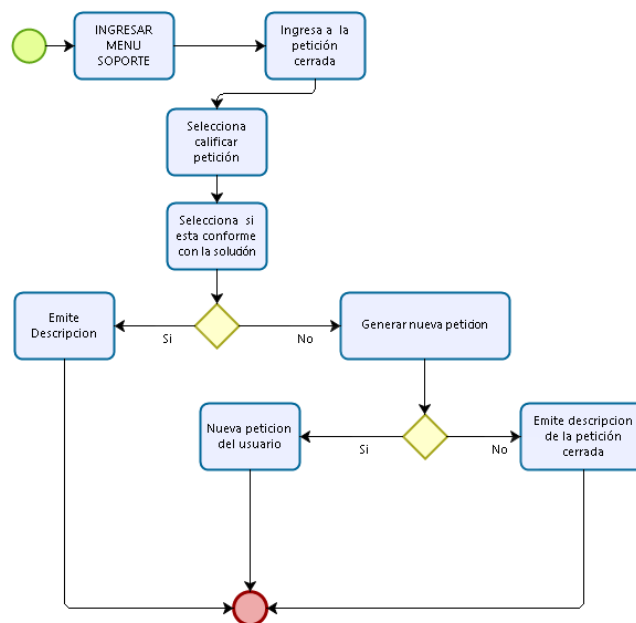 INGRESAR
MENU
SOPORTE
Ingresa a la
petición
cerrada
Selecciona
calificar
petición
Selecciona si
esta conforme
con la solución
Emite
Descripcion
Si
No
Generar nueva peticion
Nueva peticion
del usuario
Si
No
Emite descripcion
de la petición
cerrada